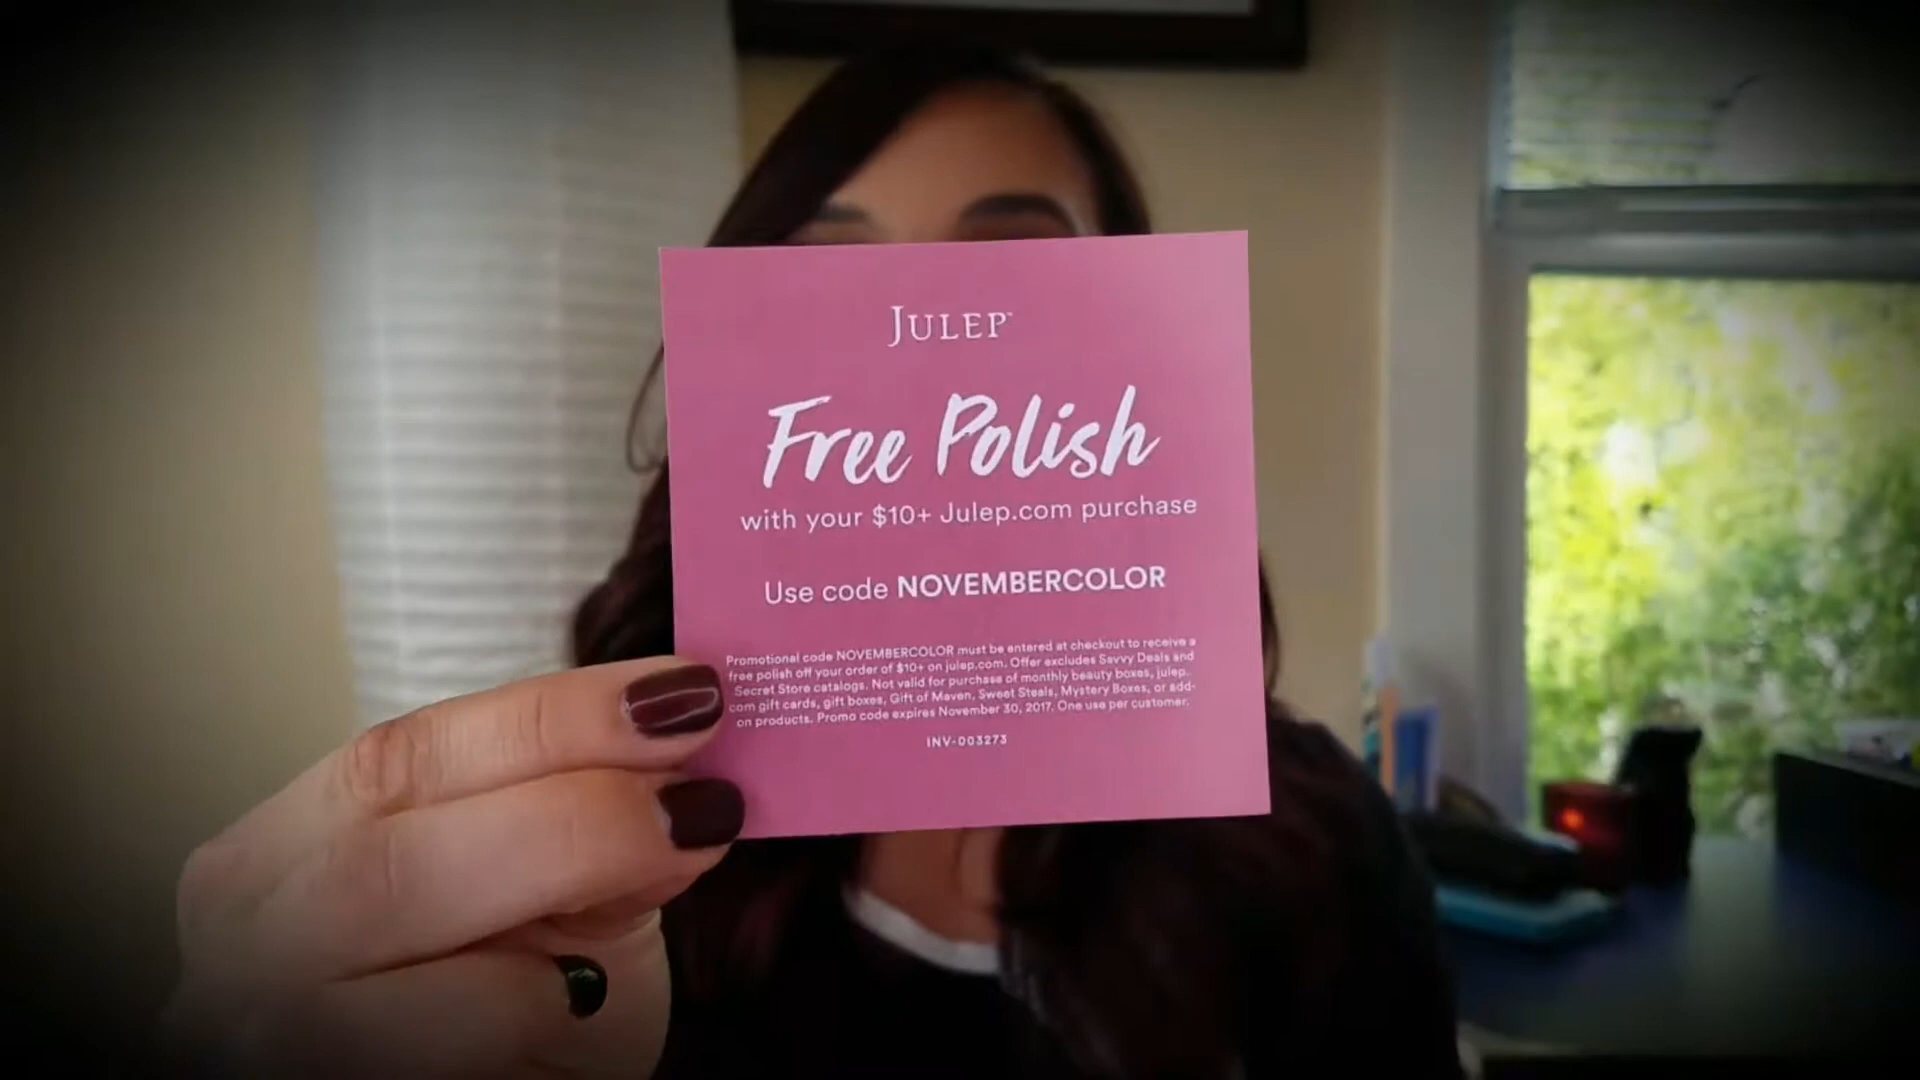 JULEP™
Free Polish
with your $10+ Julep.com purchase
Use code NOVEMBERCOLOR
Promotional code NOVEMBERCOLOR must be entered at checkout to receive a
free polish off your order of $10+ on julep.com. Offer excludes Savvy Deals and
Secret Store catalogs. Not valid for purchase of monthly beauty boxes, julep.
com gift cards, gift boxes, Gift of Maven, Sweet Steals, Mystery Boxes, or add-
on products. Promo code expires November 30, 2017. One use per customer.
INV-003273